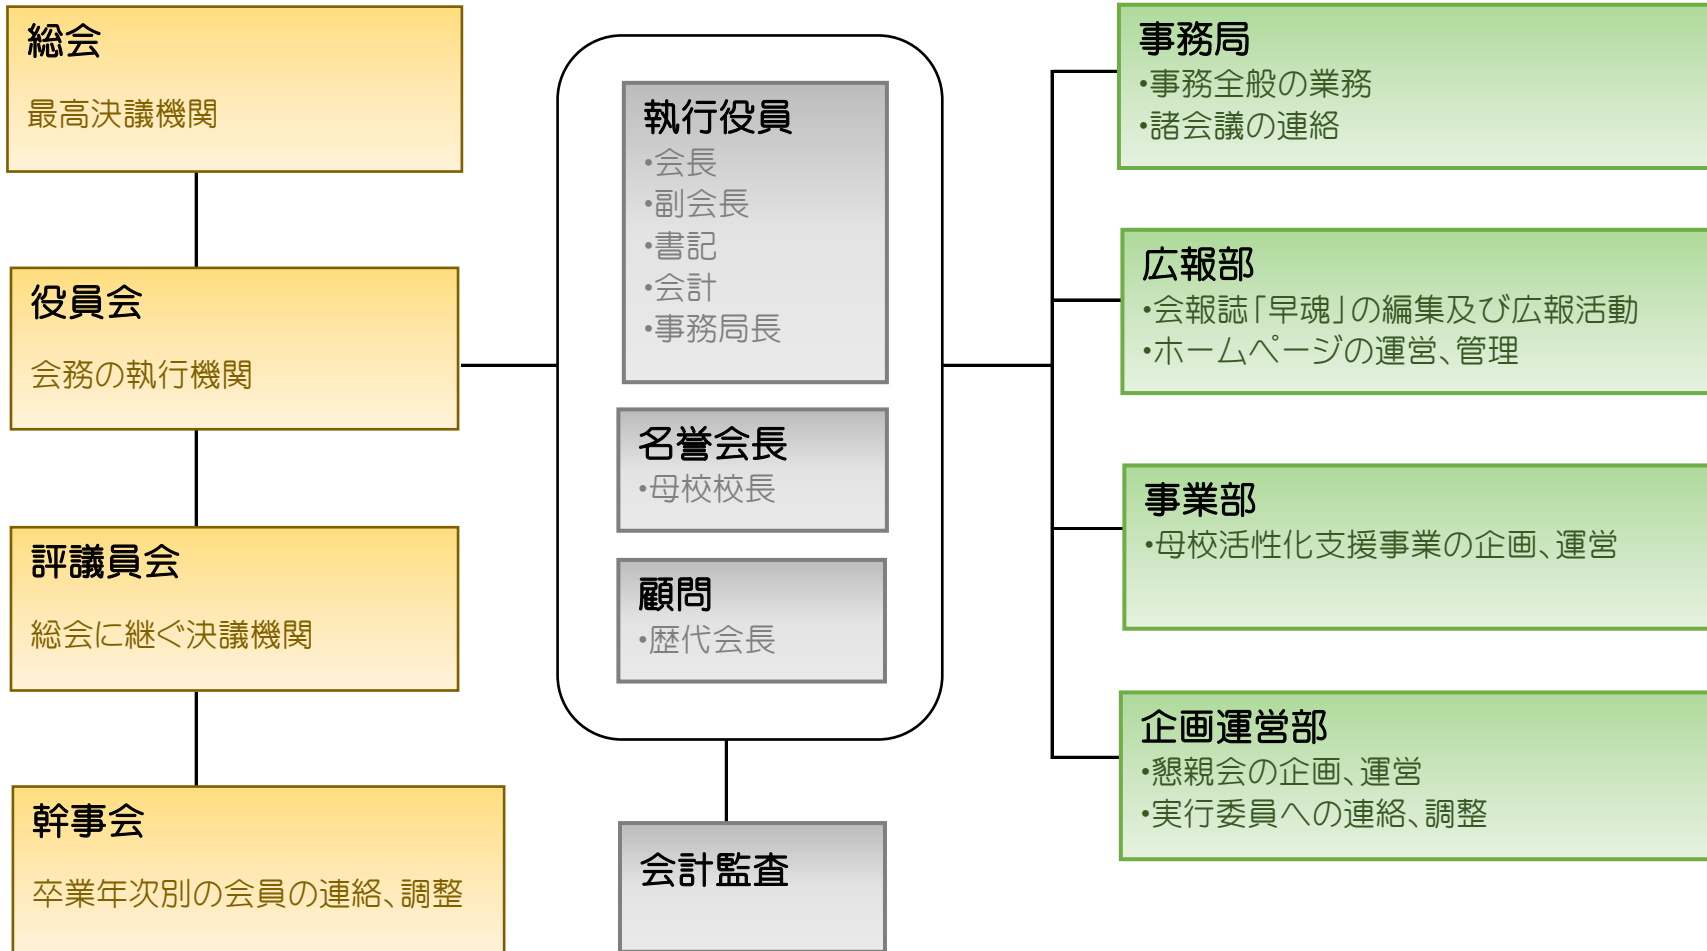 総会
最高決議機関
役員会
会務の執行機関
評議員会
総会に継ぐ決議機関
幹事会
卒業年次別の会員の連絡、調整
執行役員
・会長
・副会長
・書記
・会計
・事務局長
名誉会長
・母校校長
顧問
・歴代会長
会計監査
事務局
・事務全般の業務
・諸会議の連絡
広報部
・会報誌「早魂」の編集及び広報活動
・ホームページの運営、管理
事業部
・母校活性化支援事業の企画、運営
企画運営部
・懇親会の企画、運営
・実行委員への連絡、調整